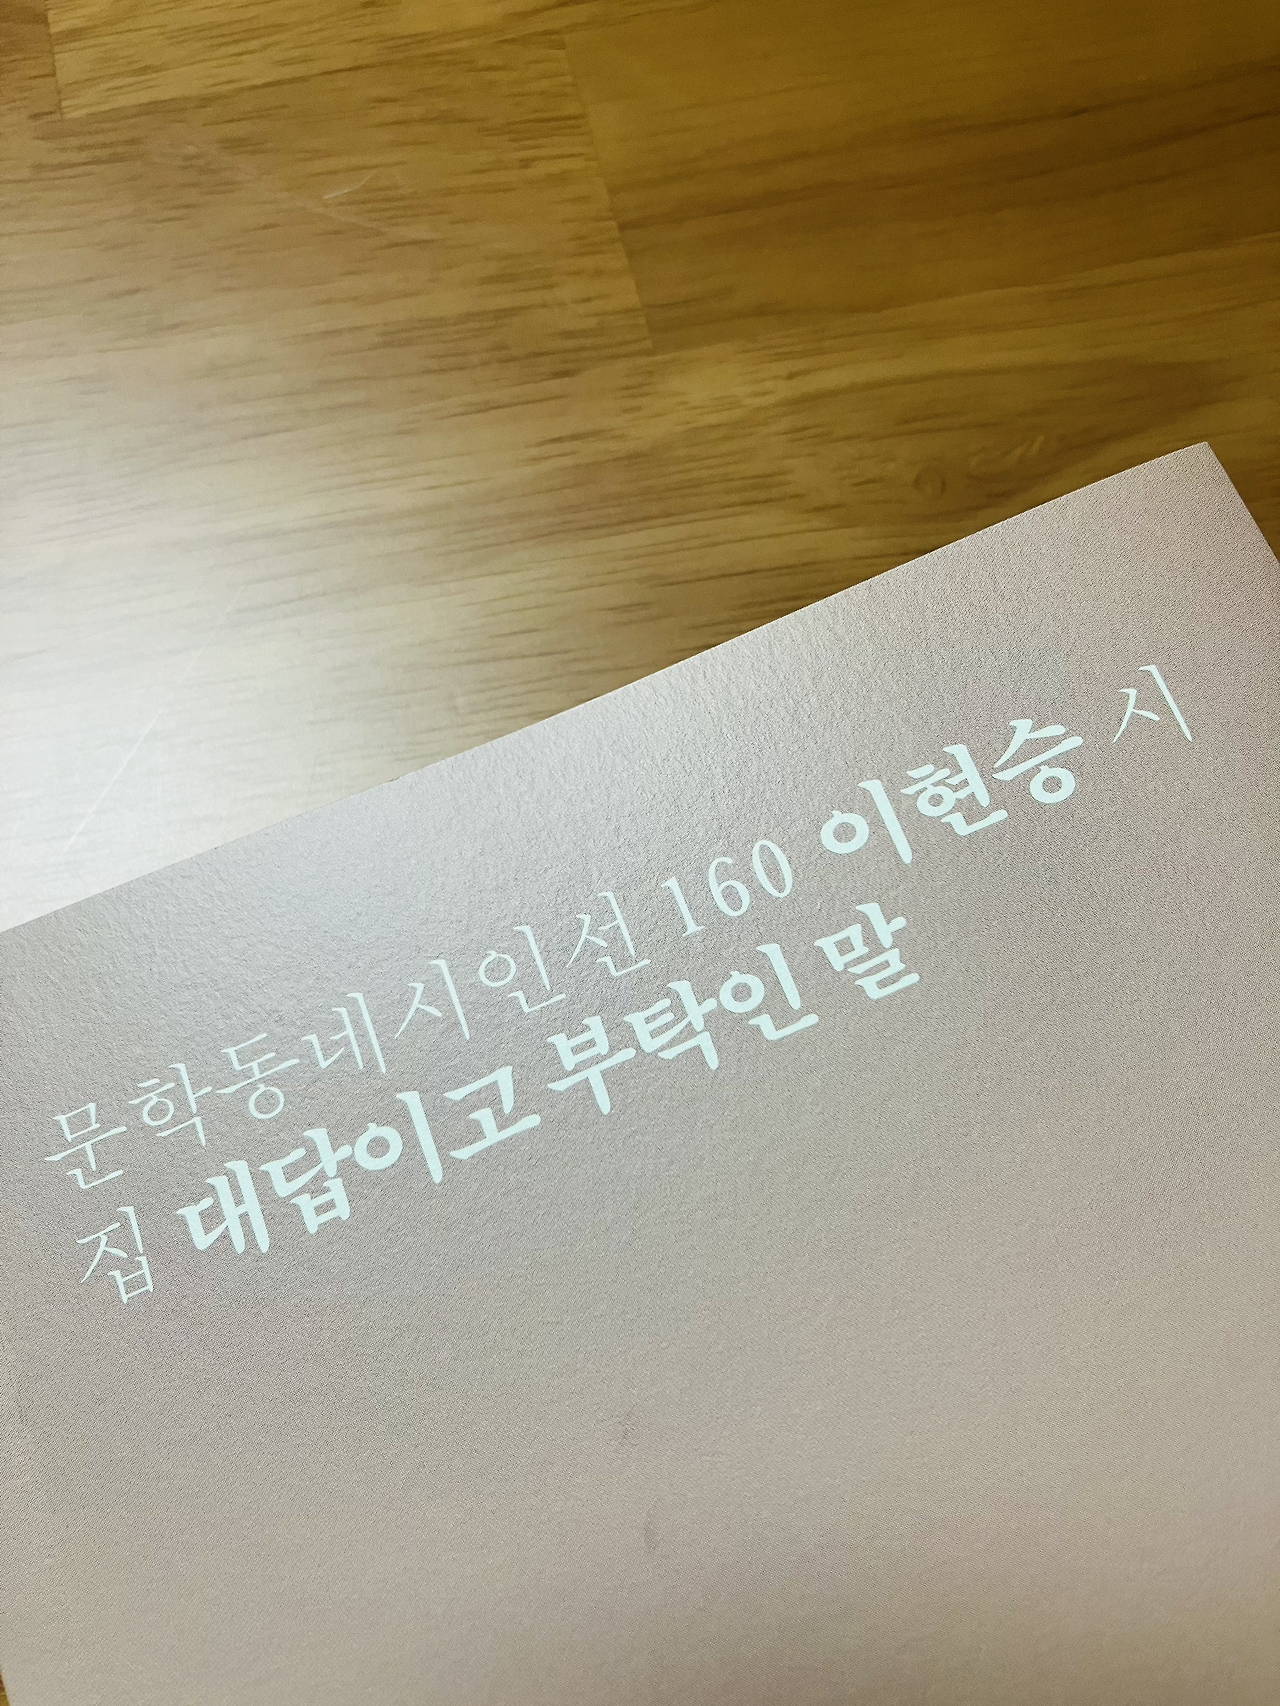 문학동네시인선 160 이현승 시
집 대답이고 부탁인 말